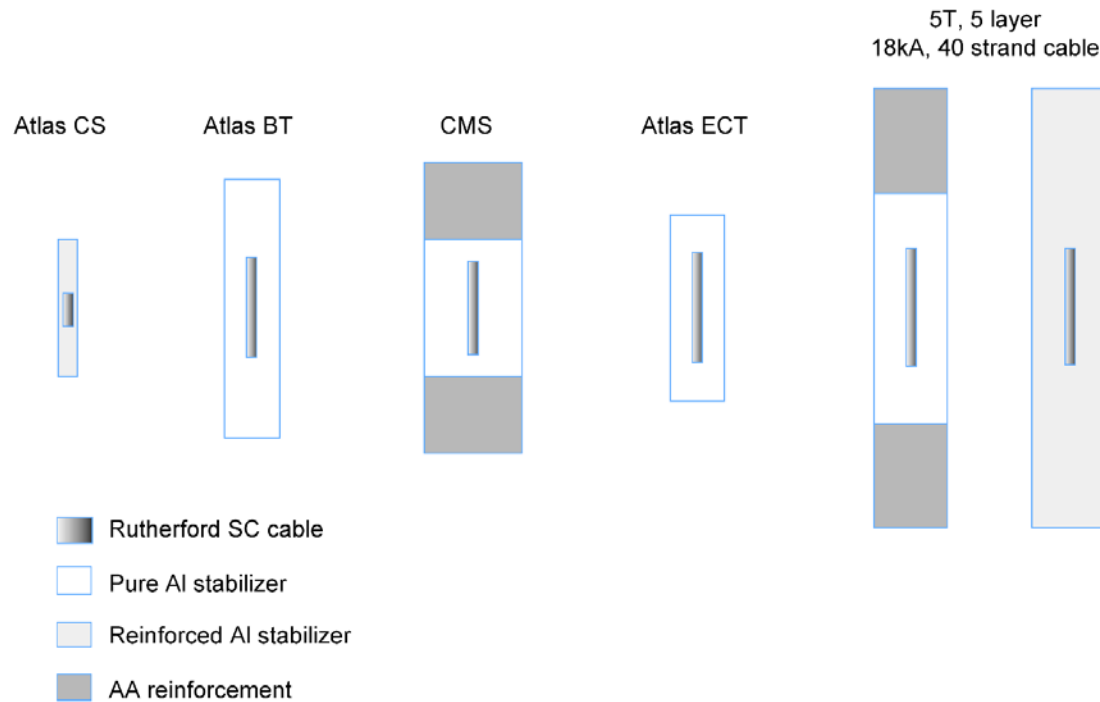 5T, 5 layer
18kA, 40 strand cable
Atlas CS
Atlas BT
CMS
Atlas ECT
Rutherford SC cable
Pure Al stabilizer
Reinforced Al stabilizer
AA reinforcement